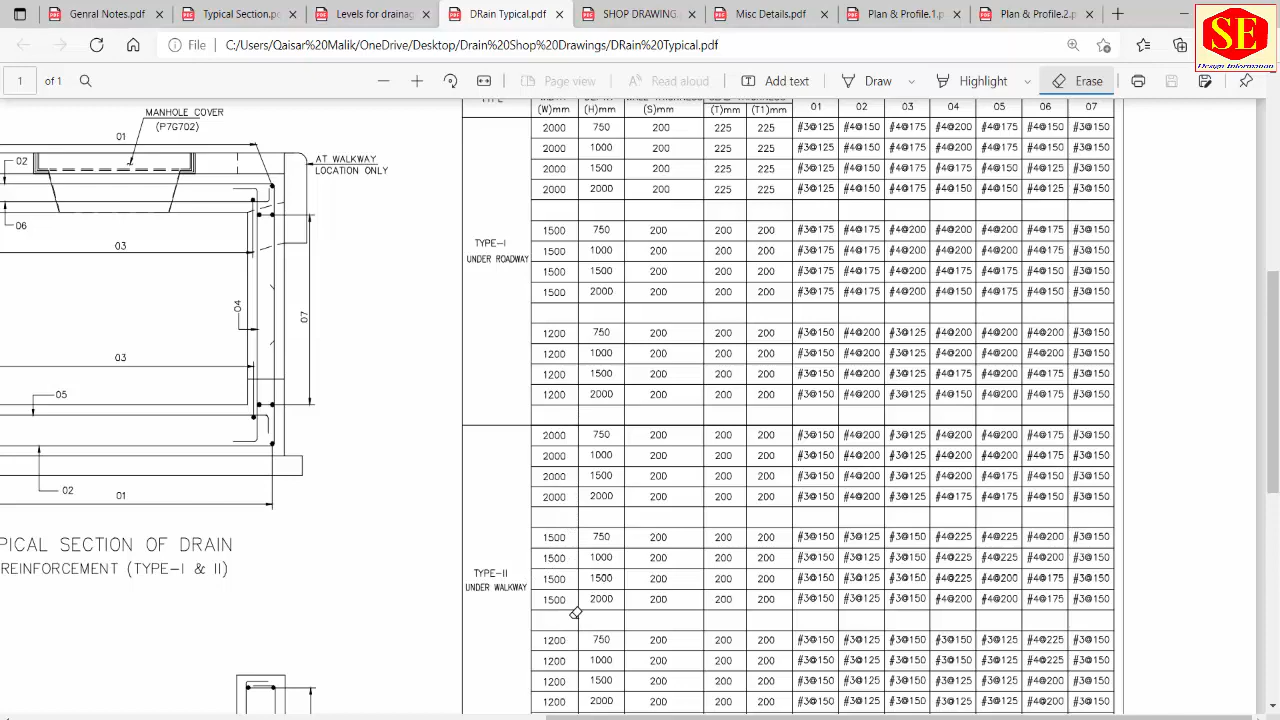 Genral Notes.pdf
Typical Section.p
Levels for drainag
DRain Typical.pdf
SHOP DRAWING.
Misc Details.pdf
Plan & Profile.1.p
Plan & Profile.2.p
SE
Design Information
File C:/Users/Qaisar%20Malik/OneDrive/Desktop/Drain%20Shop%20Drawings/DRain%20Typical.pdf
1 of 1
Page view
Read aloud
Add text
Draw
Highlight
Erase
MANHOLE COVER
(P7G702)
01
02
AT WALKWAY
LOCATION ONLY
06
03
04
07
03
05
02
01
PICAL SECTION OF DRAIN
REINFORCEMENT (TYPE-I & II)
(W)mm (H)mm (S)mm (T)mm (T1)mm 01 02 03 04 05 06 07
2000 750 200 225 225 #3@125 #4@150 #4@175 #4@200 #4@175 #4@150 #3@150
2000 1000 200 225 225 #3@125 #4@150 #4@175 #4@175 #4@175 #4@150 #3@150
2000 1500 200 225 225 #3@125 #4@150 #4@175 #4@150 #4@150 #4@150 #3@150
2000 2000 200 225 225 #3@125 #4@150 #4@175 #4@150 #4@125 #4@150 #3@150
TYPE-I
UNDER ROADWAY
1500 750 200 200 200 #3@175 #4@175 #4@200 #4@200 #4@200 #4@175 #3@150
1500 1000 200 200 200 #3@175 #4@175 #4@200 #4@200 #4@200 #4@175 #3@150
1500 1500 200 200 200 #3@175 #4@175 #4@200 #4@175 #4@175 #4@125 #3@150
1500 2000 200 200 200 #3@175 #4@175 #4@200 #4@150 #4@150 #4@150 #3@150
1200 750 200 200 200 #3@150 #4@200 #3@125 #4@200 #4@200 #4@200 #3@150
1200 1000 200 200 200 #3@150 #4@200 #3@125 #4@200 #4@200 #4@200 #3@150
1200 1500 200 200 200 #3@150 #4@200 #3@125 #4@175 #4@175 #4@200 #3@150
1200 2000 200 200 200 #3@150 #4@200 #3@125 #4@150 #4@175 #4@200 #3@150
TYPE-II
UNDER WALKWAY
2000 750 200 200 200 #3@150 #4@200 #3@125 #4@200 #4@200 #4@175 #3@150
2000 1000 200 200 200 #3@150 #4@200 #3@125 #4@200 #4@200 #4@175 #3@150
2000 1500 200 200 200 #3@150 #4@200 #3@125 #4@200 #4@200 #4@175 #3@150
2000 2000 200 200 200 #3@150 #4@200 #3@125 #4@175 #4@175 #4@175 #3@150
1500 750 200 200 200 #3@150 #3@125 #3@125 #4@225 #4@225 #4@200 #3@150
1500 1000 200 200 200 #3@150 #3@125 #3@125 #4@225 #4@225 #4@200 #3@150
1500 1500 200 200 200 #3@150 #3@125 #3@150 #4@225 #4@200 #4@175 #3@150
1500 2000 200 200 200 #3@150 #3@125 #3@125 #4@200 #4@200 #4@175 #3@150
1200 750 200 200 200 #3@150 #3@125 #3@150 #3@150 #3@125 #4@225 #3@150
1200 1000 200 200 200 #3@150 #3@125 #3@150 #3@150 #3@125 #4@225 #3@150
1200 1500 200 200 200 #3@150 #3@125 #3@150 #3@125 #3@125 #4@200 #3@150
1200 2000 200 200 200 #3@150 #3@125 #3@150 #3@125 #3@125 #4@200 #3@150